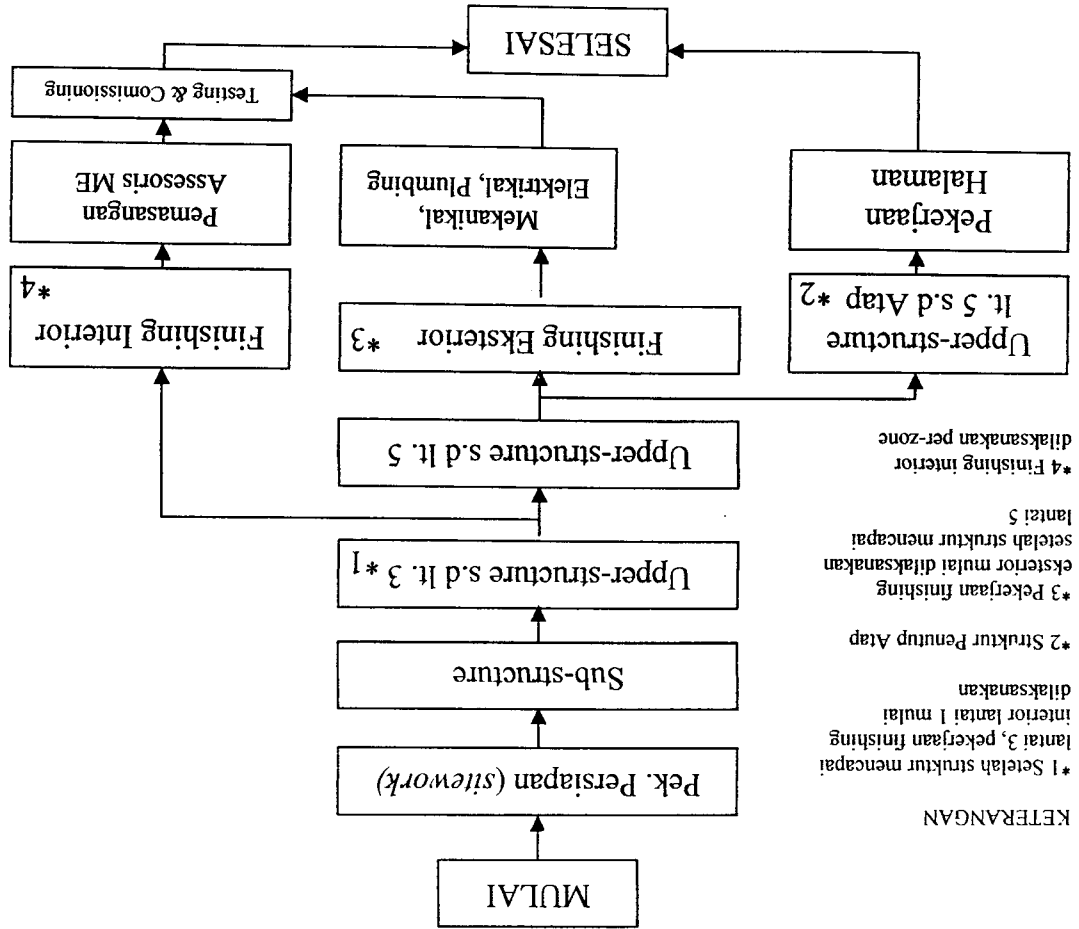 MULAI
Pek. Persiapan (sitework)
Sub-structure
Upper-structure s.d lt. 3 *1
Upper-structure s.d lt. 5
Upper-structure
lt. 5 s.d Atap *2
Finishing Eksterior
*3
Finishing Interior
*4
Pekerjaan
Halaman
Mekanikal,
Elektrikal, Plumbing
Pemasangan
Assesoris ME
Testing & Comissioning
SELESAI
KETERANGAN
*1 Setelah struktur mencapai
lantai 3, pekerjaan finishing
interior lantai 1 mulai
dilaksanakan
*2 Struktur Penutup Atap
*3 Pekerjaan finishing
eksterior mulai dilaksanakan
setelah struktur mencapai
lantai 5
*4 Finishing interior
dilaksanakan per-zone